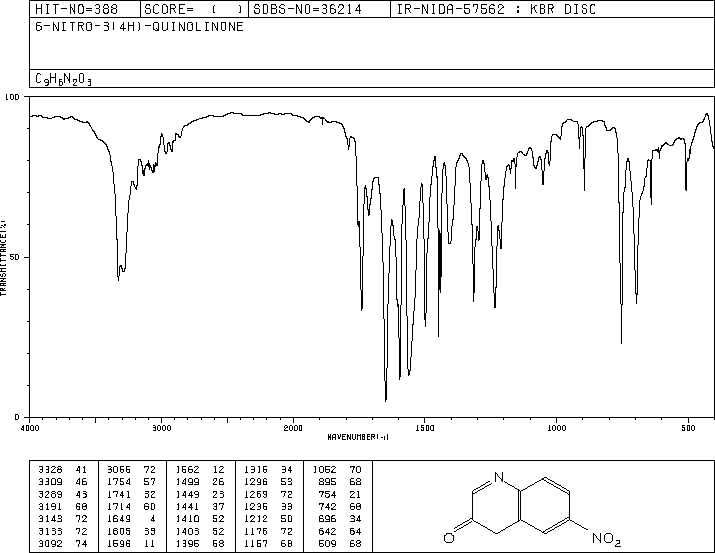 HIT-NO=388 SCORE= ( ) SDBS-NO=36214 IR-NIDA-57562 : KBR DISC
6-NITRO-3(4H)-QUINOLINONE
C9H6N2O3
100
50
0
TRANSMITTANCE(%)
4000 3000 2000 1500 1000 500
WAVENUMBER(-1)
3328 41 3066 72 1562 12 1316 34 1052 70
3309 46 1754 57 1499 26 1296 53 895 68
3289 43 1741 32 1449 23 1269 72 754 21
3191 68 1714 60 1441 37 1236 33 742 68
3143 72 1649 4 1410 52 1212 50 696 34
3133 72 1605 39 1403 52 1176 72 642 64
3092 74 1596 11 1395 58 1157 68 509 68
N
O
NO2